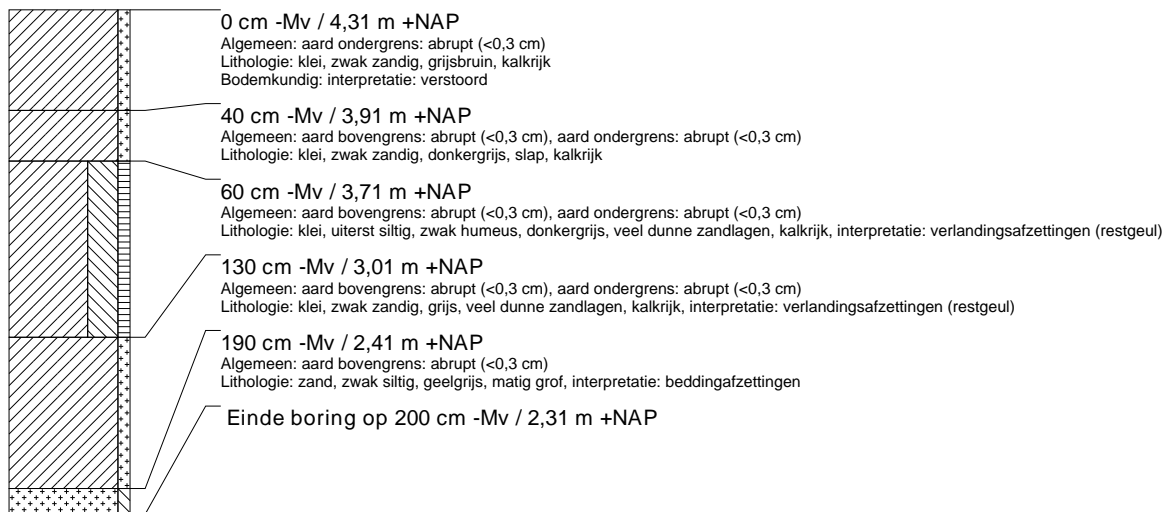 0 cm -Mv / 4,31 m +NAP
Algemeen: aard ondergrens: abrupt (<0,3 cm)
Lithologie: klei, zwak zandig, grijsbruin, kalkrijk
Bodemkundig: interpretatie: verstoord
40 cm -Mv / 3,91 m +NAP
Algemeen: aard bovengrens: abrupt (<0,3 cm), aard ondergrens: abrupt (<0,3 cm)
Lithologie: klei, zwak zandig, donkergrijs, slap, kalkrijk
60 cm -Mv / 3,71 m +NAP
Algemeen: aard bovengrens: abrupt (<0,3 cm), aard ondergrens: abrupt (<0,3 cm)
Lithologie: klei, uiterst siltig, zwak humeus, donkergrijs, veel dunne zandlagen, kalkrijk, interpretatie: verlandingsafzettingen (restgeul)
130 cm -Mv / 3,01 m +NAP
Algemeen: aard bovengrens: abrupt (<0,3 cm), aard ondergrens: abrupt (<0,3 cm)
Lithologie: klei, zwak zandig, grijs, veel dunne zandlagen, kalkrijk, interpretatie: verlandingsafzettingen (restgeul)
190 cm -Mv / 2,41 m +NAP
Algemeen: aard bovengrens: abrupt (<0,3 cm)
Lithologie: zand, zwak siltig, geelgrijs, matig grof, interpretatie: beddingafzettingen
Einde boring op 200 cm -Mv / 2,31 m +NAP